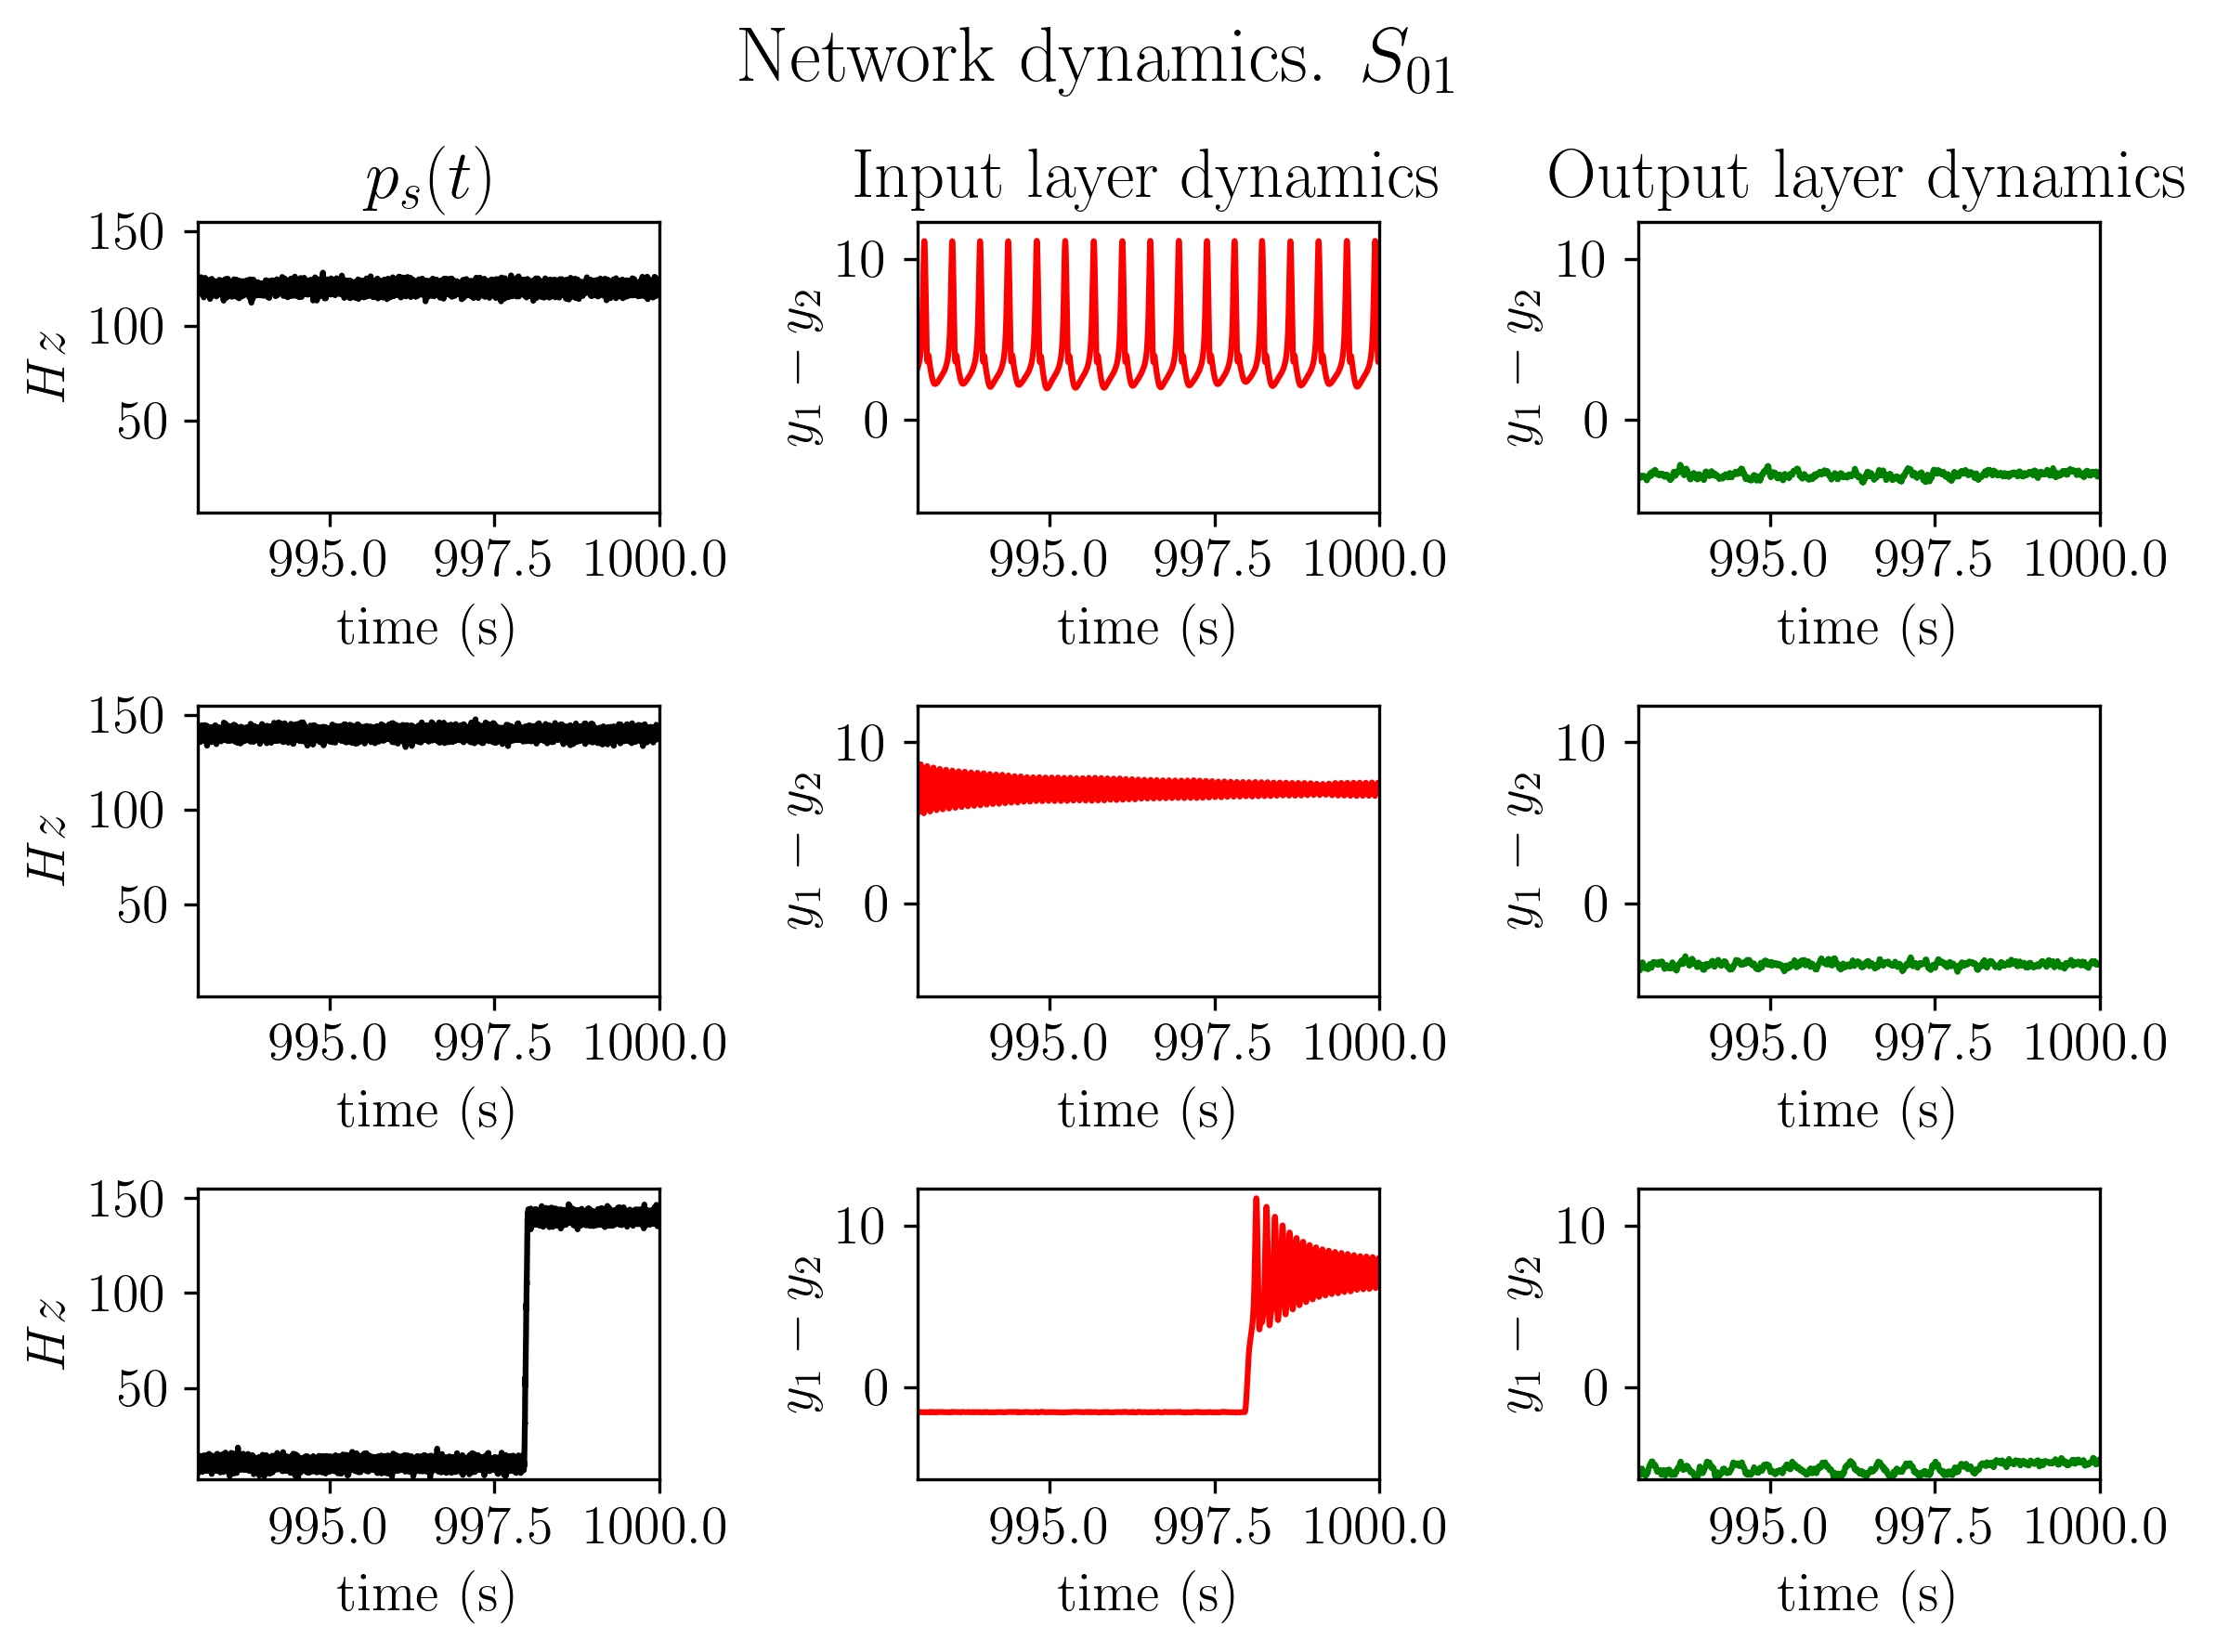 Network dynamics. S₀₁
pₛ(t)
Input layer dynamics
Output layer dynamics
150
100
50
Hz
995.0 997.5 1000.0
time (s)
10
0
y₁ − y₂
995.0 997.5 1000.0
time (s)
10
0
y₁ − y₂
995.0 997.5 1000.0
time (s)
150
100
50
Hz
995.0 997.5 1000.0
time (s)
10
0
y₁ − y₂
995.0 997.5 1000.0
time (s)
10
0
y₁ − y₂
995.0 997.5 1000.0
time (s)
150
100
50
Hz
995.0 997.5 1000.0
time (s)
10
0
y₁ − y₂
995.0 997.5 1000.0
time (s)
10
0
y₁ − y₂
995.0 997.5 1000.0
time (s)